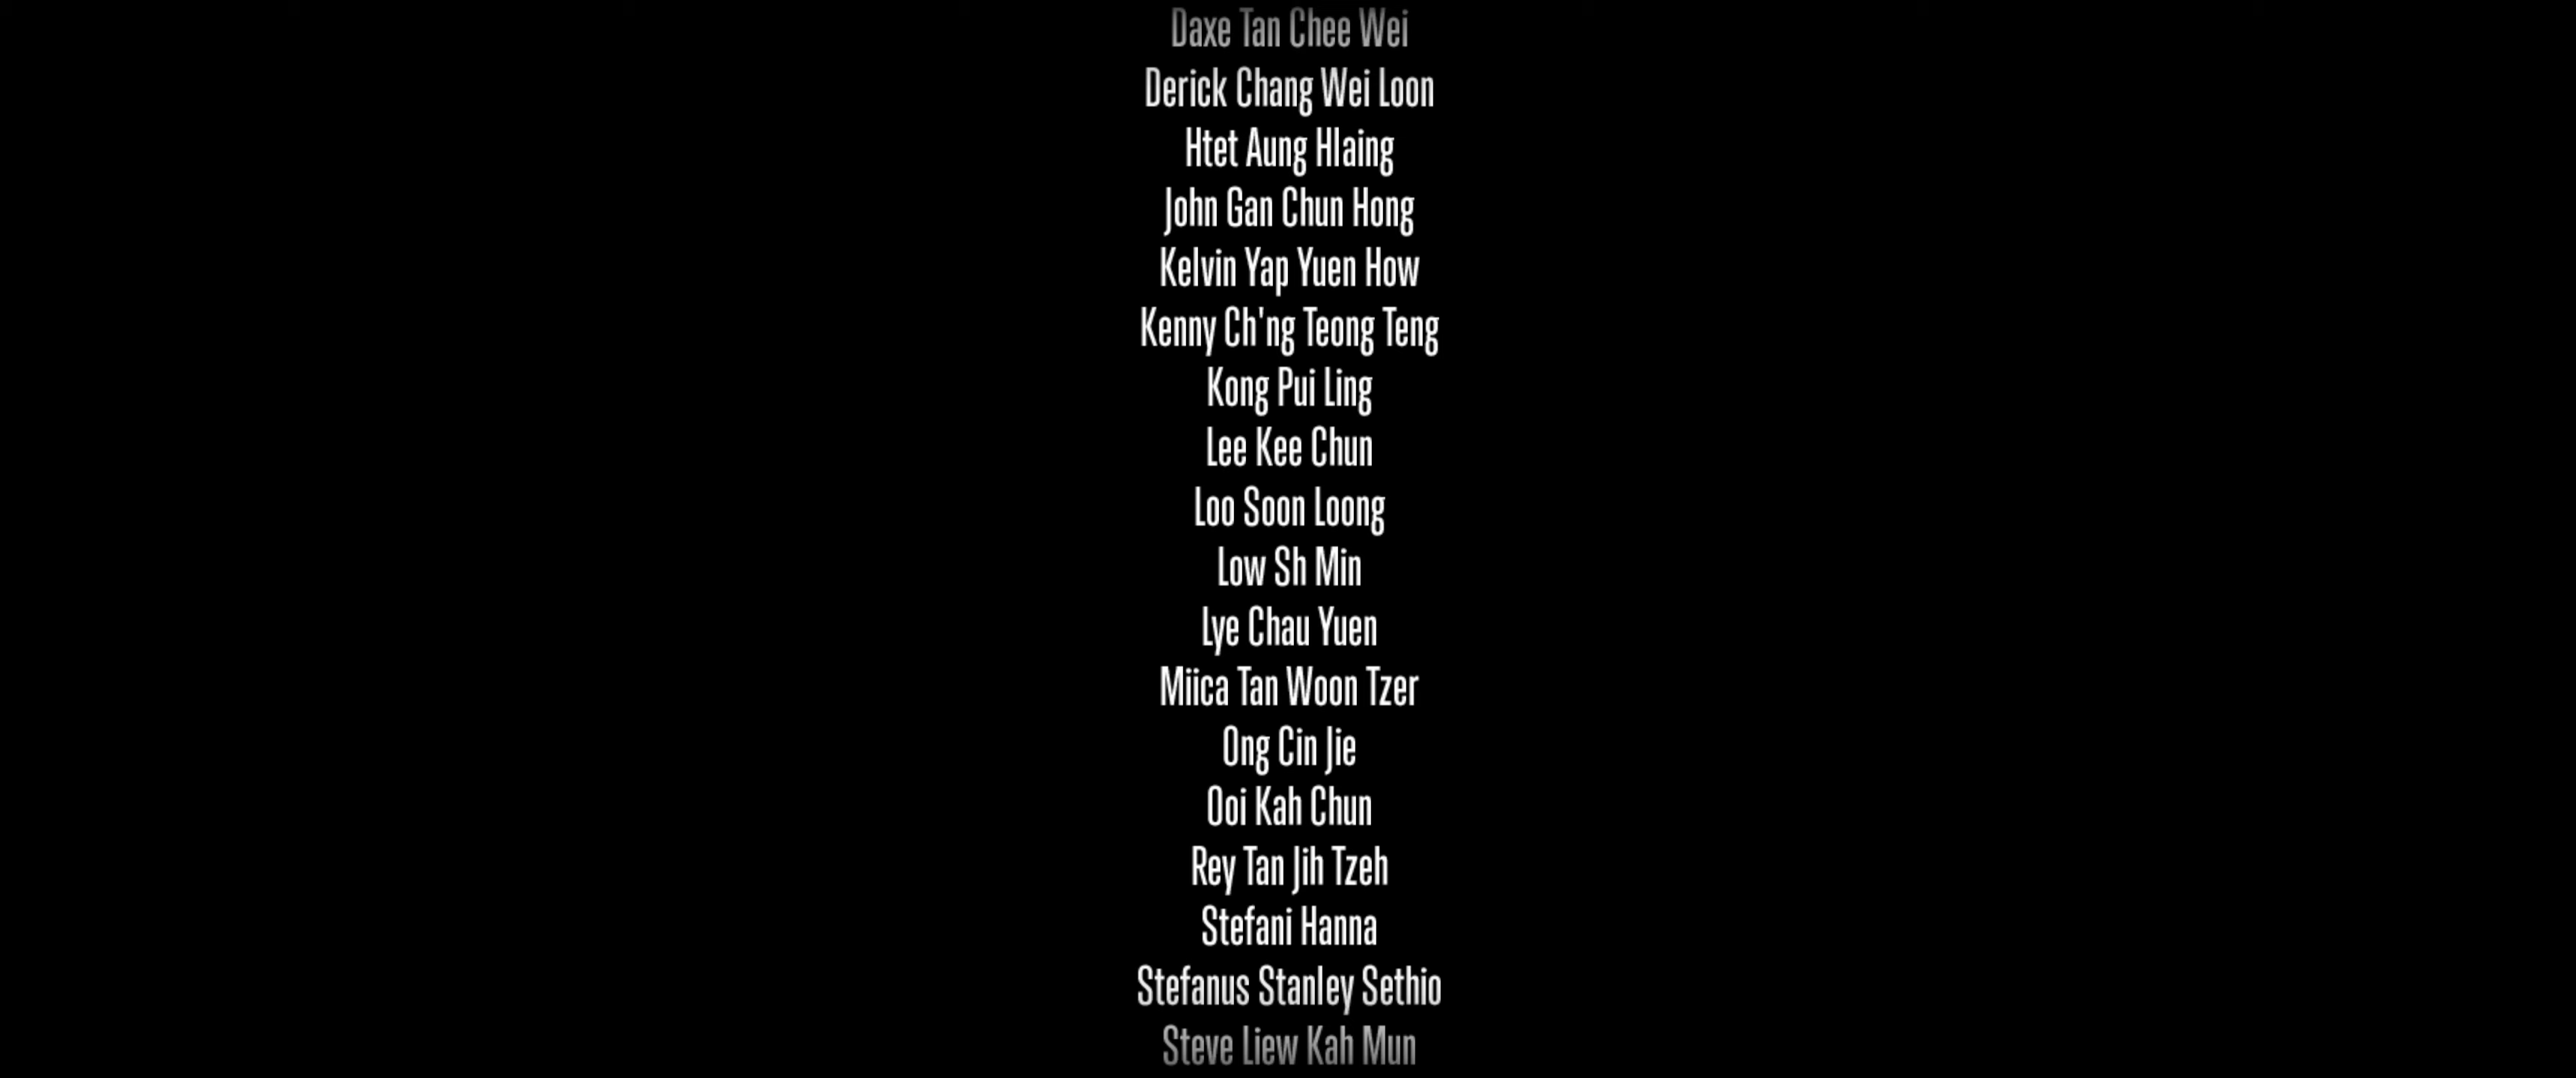 Daxe Tan Chee Wei
Derick Chang Wei Loon
Htet Aung Hlaing
John Gan Chun Hong
Kelvin Yap Yuen How
Kenny Ch'ng Teong Teng
Kong Pui Ling
Lee Kee Chun
Loo Soon Loong
Low Sh Min
Lye Chau Yuen
Miica Tan Woon Tzer
Ong Cin Jie
Ooi Kah Chun
Rey Tan Jih Tzeh
Stefani Hanna
Stefanus Stanley Sethio
Steve Liew Kah Mun